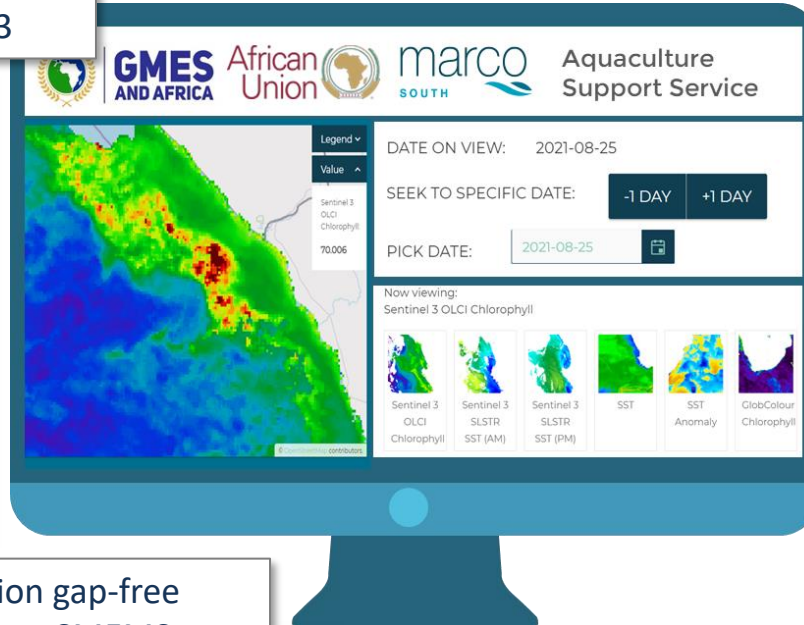 3
GMES
AND AFRICA
African
Union
marco
SOUTH
Aquaculture
Support Service
Legend
Value
Sentinel 3
OLCI
Chlorophyll
70.006
© OpenStreetMap contributors
DATE ON VIEW: 2021-08-25
SEEK TO SPECIFIC DATE: -1 DAY +1 DAY
PICK DATE: 2021-08-25
Now viewing:
Sentinel 3 OLCI Chlorophyll
Sentinel 3
OLCI
Chlorophyll
Sentinel 3
SLSTR
SST (AM)
Sentinel 3
SLSTR
SST (PM)
SST
SST
Anomaly
GlobColour
Chlorophyll
ion gap-free